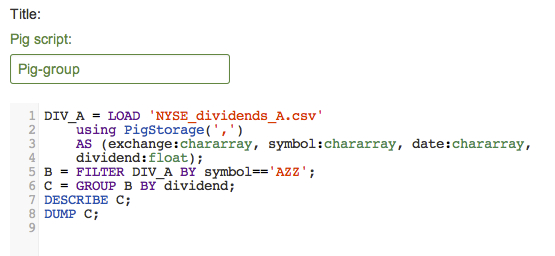 Title:
Pig script:
Pig-group
1 DIV_A = LOAD 'NYSE_dividends_A.csv'
2 using PigStorage(',')
3 AS (exchange:chararray, symbol:chararray, date:chararray,
4 dividend:float);
5 B = FILTER DIV_A BY symbol=='AZZ';
6 C = GROUP B BY dividend;
7 DESCRIBE C;
8 DUMP C;
9